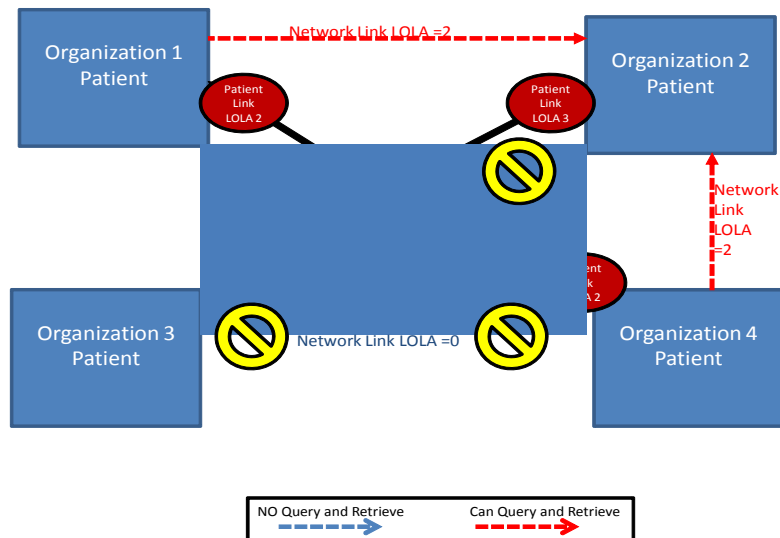 Organization 1
Patient
Network Link LOLA =2
Organization 2
Patient
Patient
Link
LOLA 2
Patient
Link
LOLA 3
Network
Link
LOLA
=2
Organization 3
Patient
Network Link LOLA =0
Organization 4
Patient
NO Query and Retrieve
Can Query and Retrieve